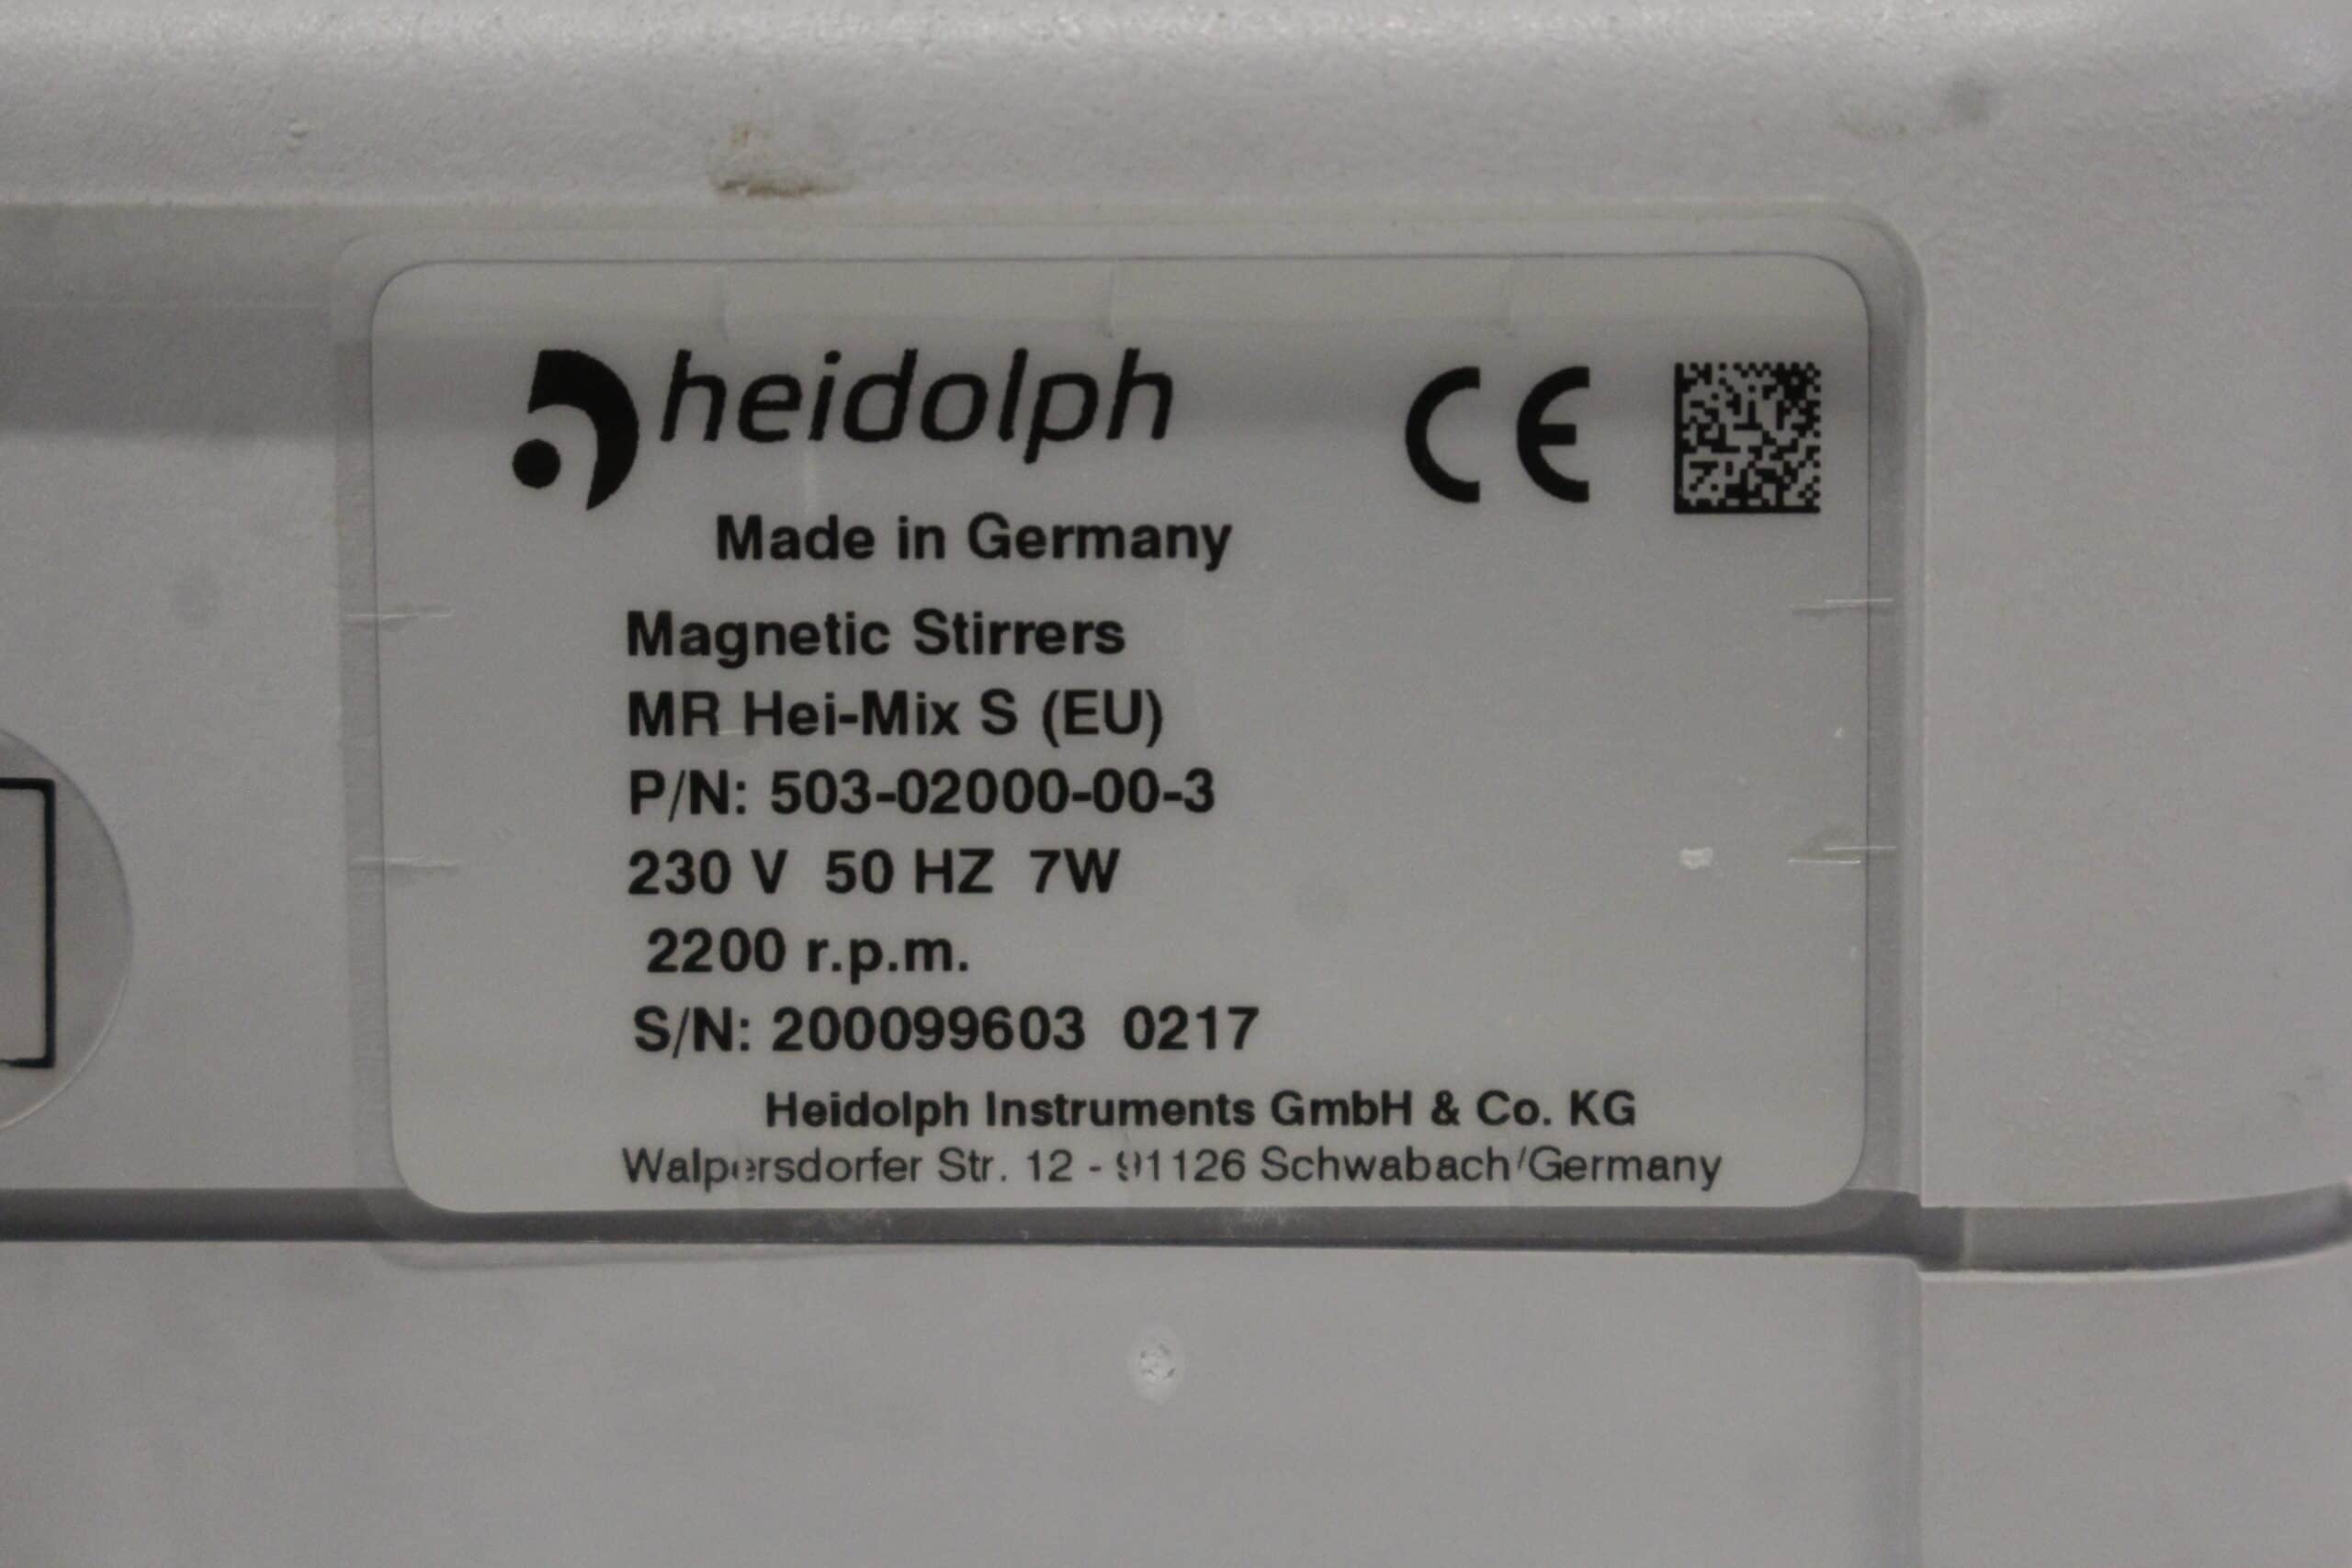 heidolph CE
Made in Germany
Magnetic Stirrers
MR Hei-Mix S (EU)
P/N: 503-02000-00-3
230 V 50 HZ 7W
2200 r.p.m.
S/N: 200099603 0217
Heidolph Instruments GmbH & Co. KG
Walpersdorfer Str. 12 - 91126 Schwabach/Germany